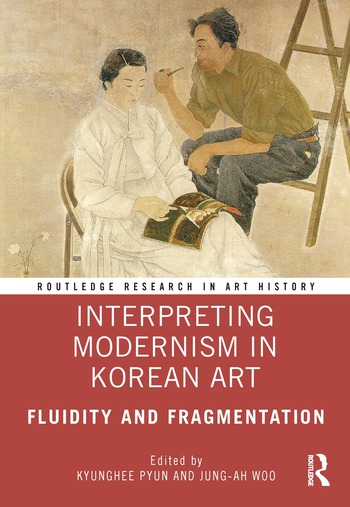 ROUTLEDGE RESEARCH IN ART HISTORY
INTERPRETING
MODERNISM IN
KOREAN ART
FLUIDITY AND FRAGMENTATION
Edited by
KYUNGHEE PYUN AND JUNG-AH WOO
ROUTLEDGE